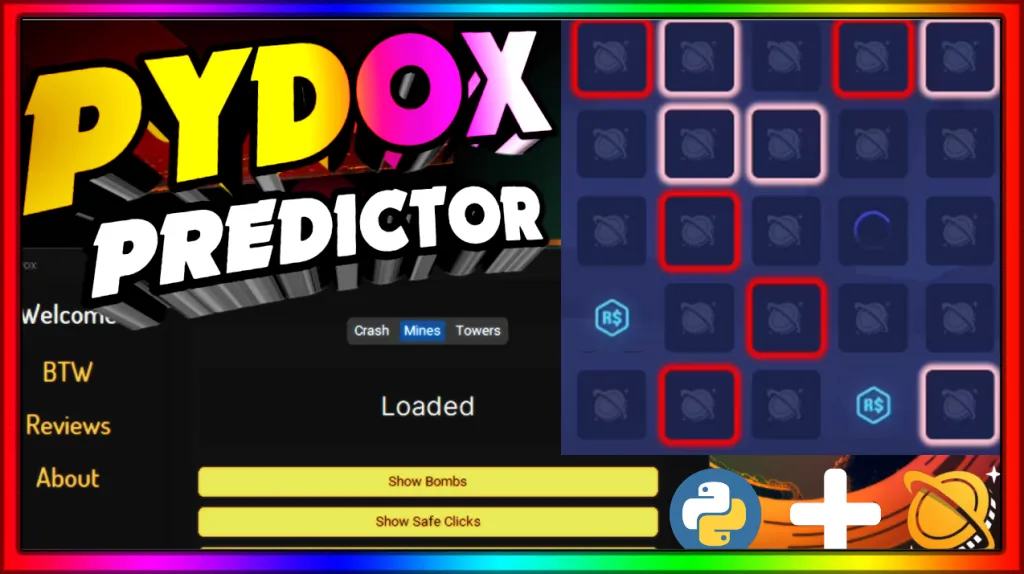 PYDOX
PREDICTOR
Welcome
BTW
Reviews
About
Crash Mines Towers
Loaded
Show Bombs
Show Safe Clicks
R$
R$